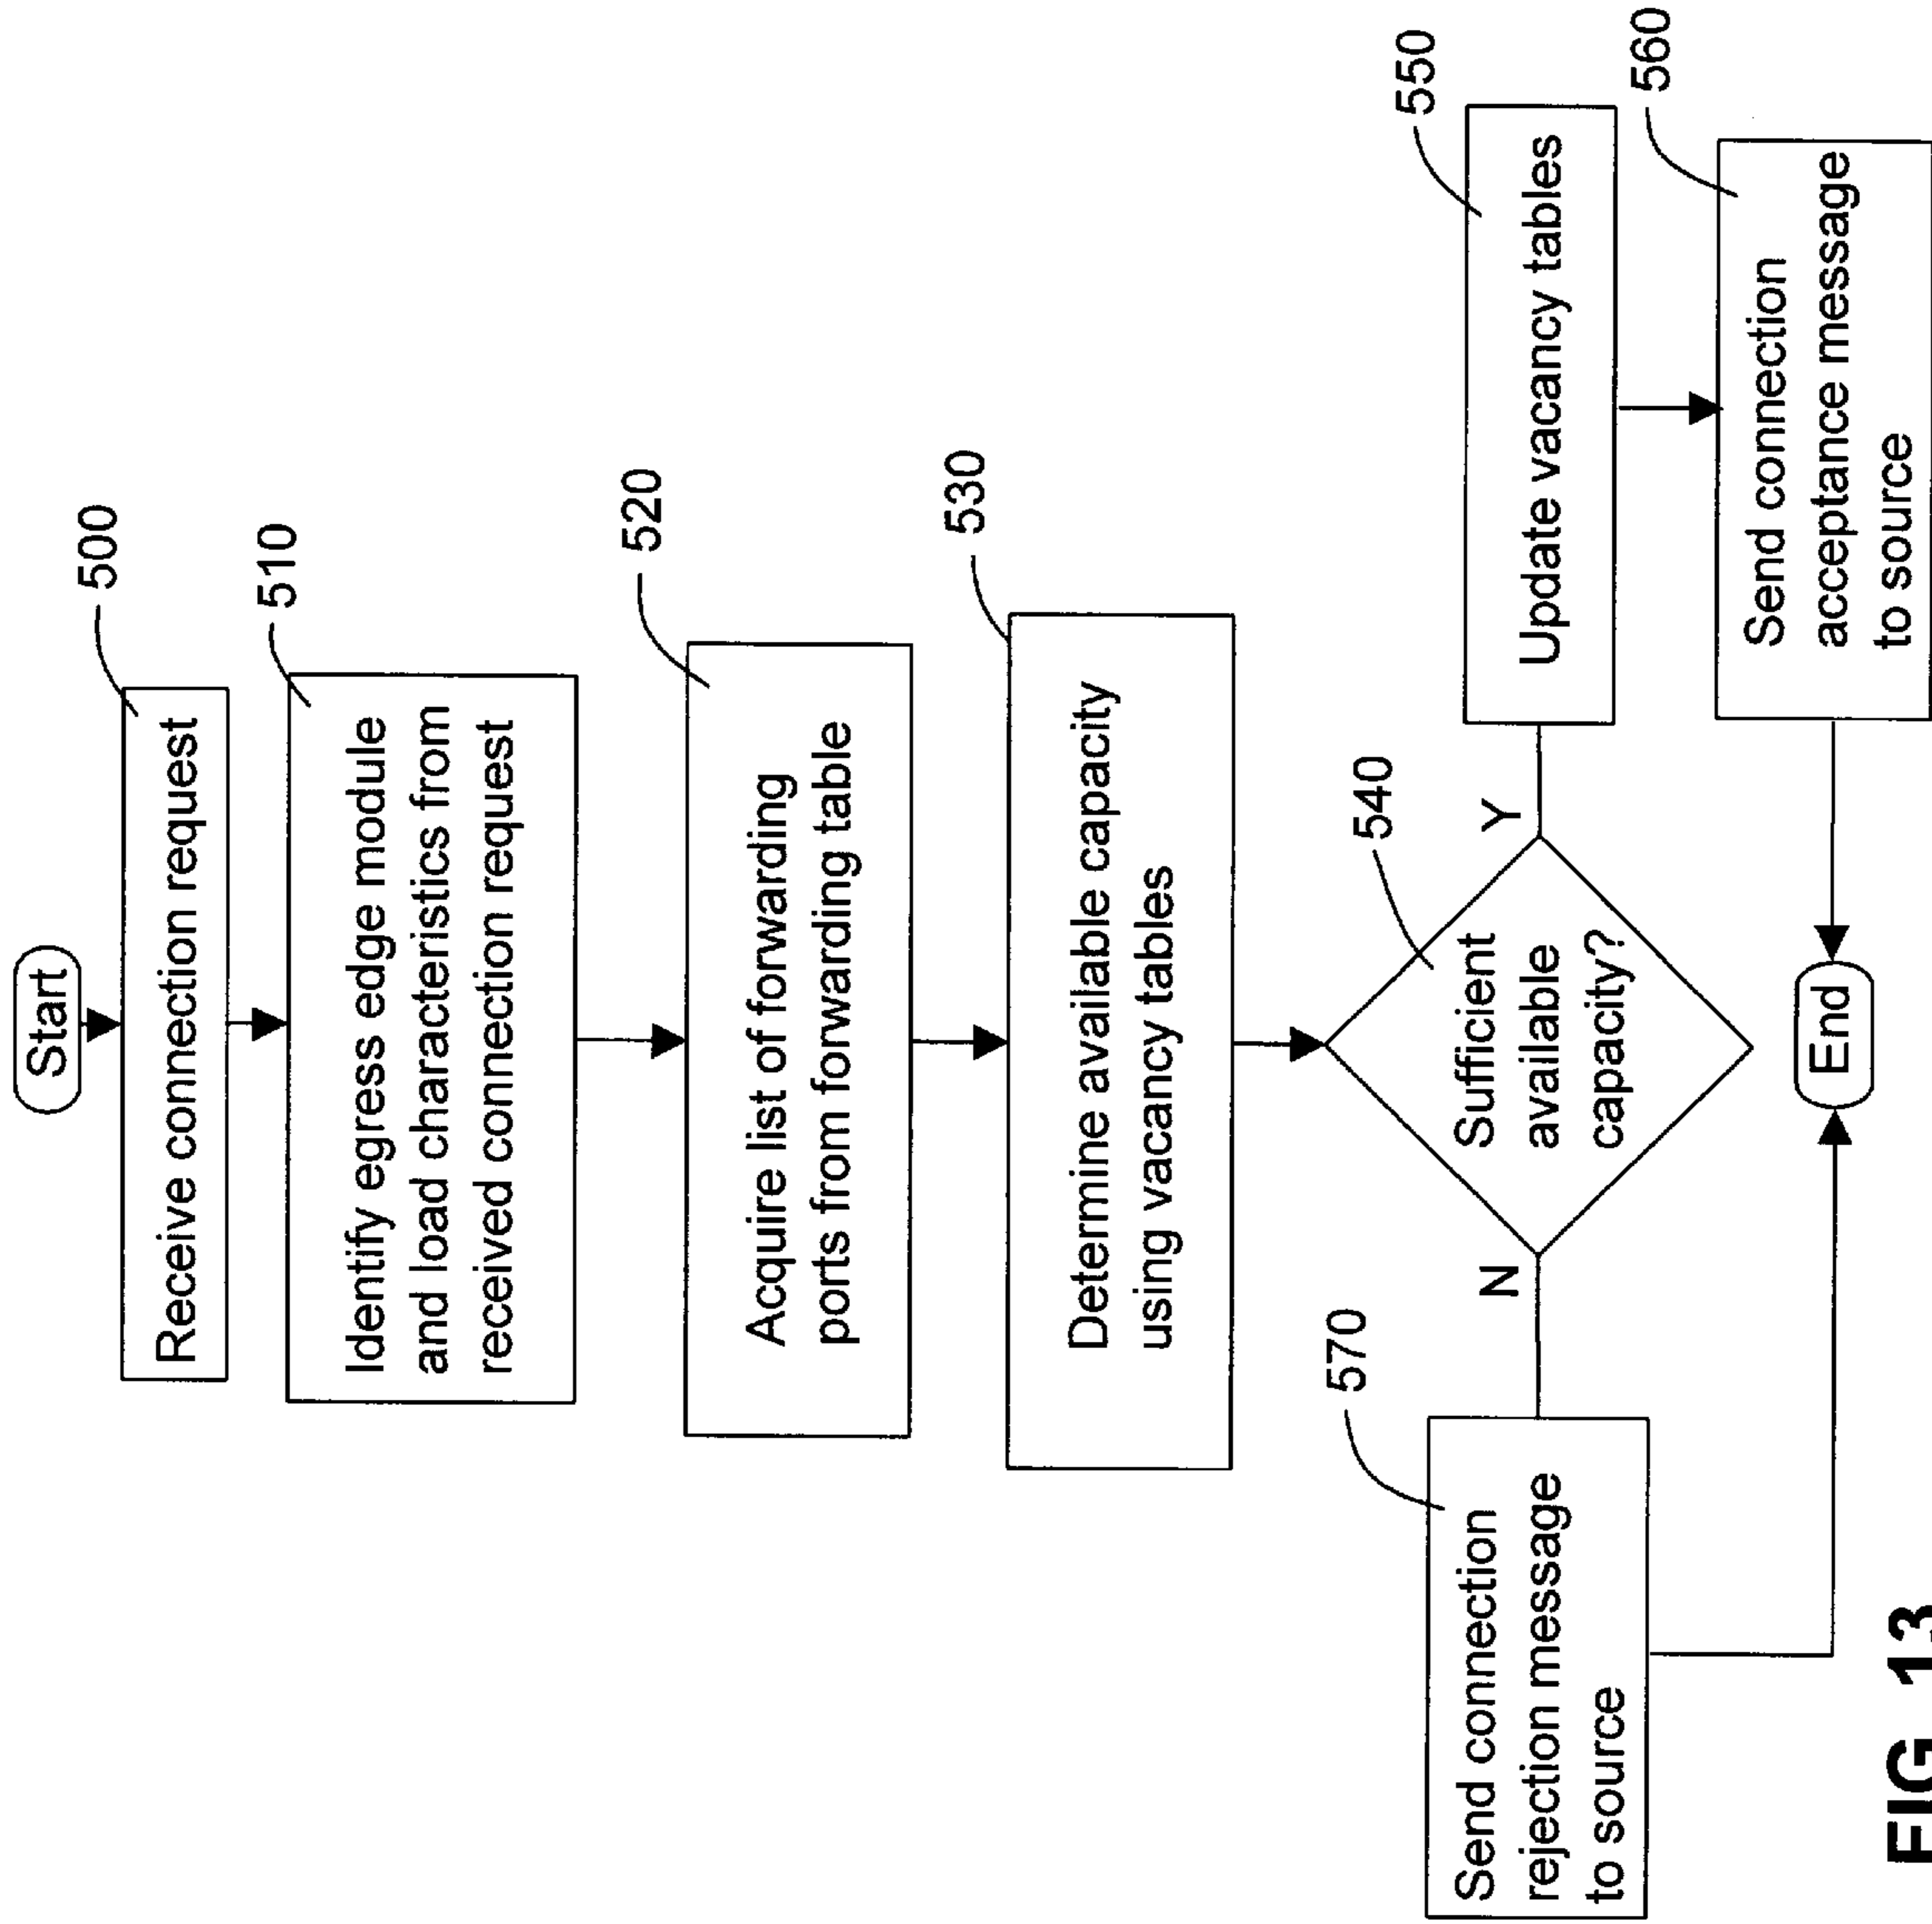 Start
500
Receive connection request
510
Identify egress edge module
and load characteristics from
received connection request
520
Acquire list of forwarding
ports from forwarding table
530
Determine available capacity
using vacancy tables
540
Sufficient
available
capacity?
N
Y
550
Update vacancy tables
560
Send connection
acceptance message
to source
570
Send connection
rejection message
to source
End
FIG 13